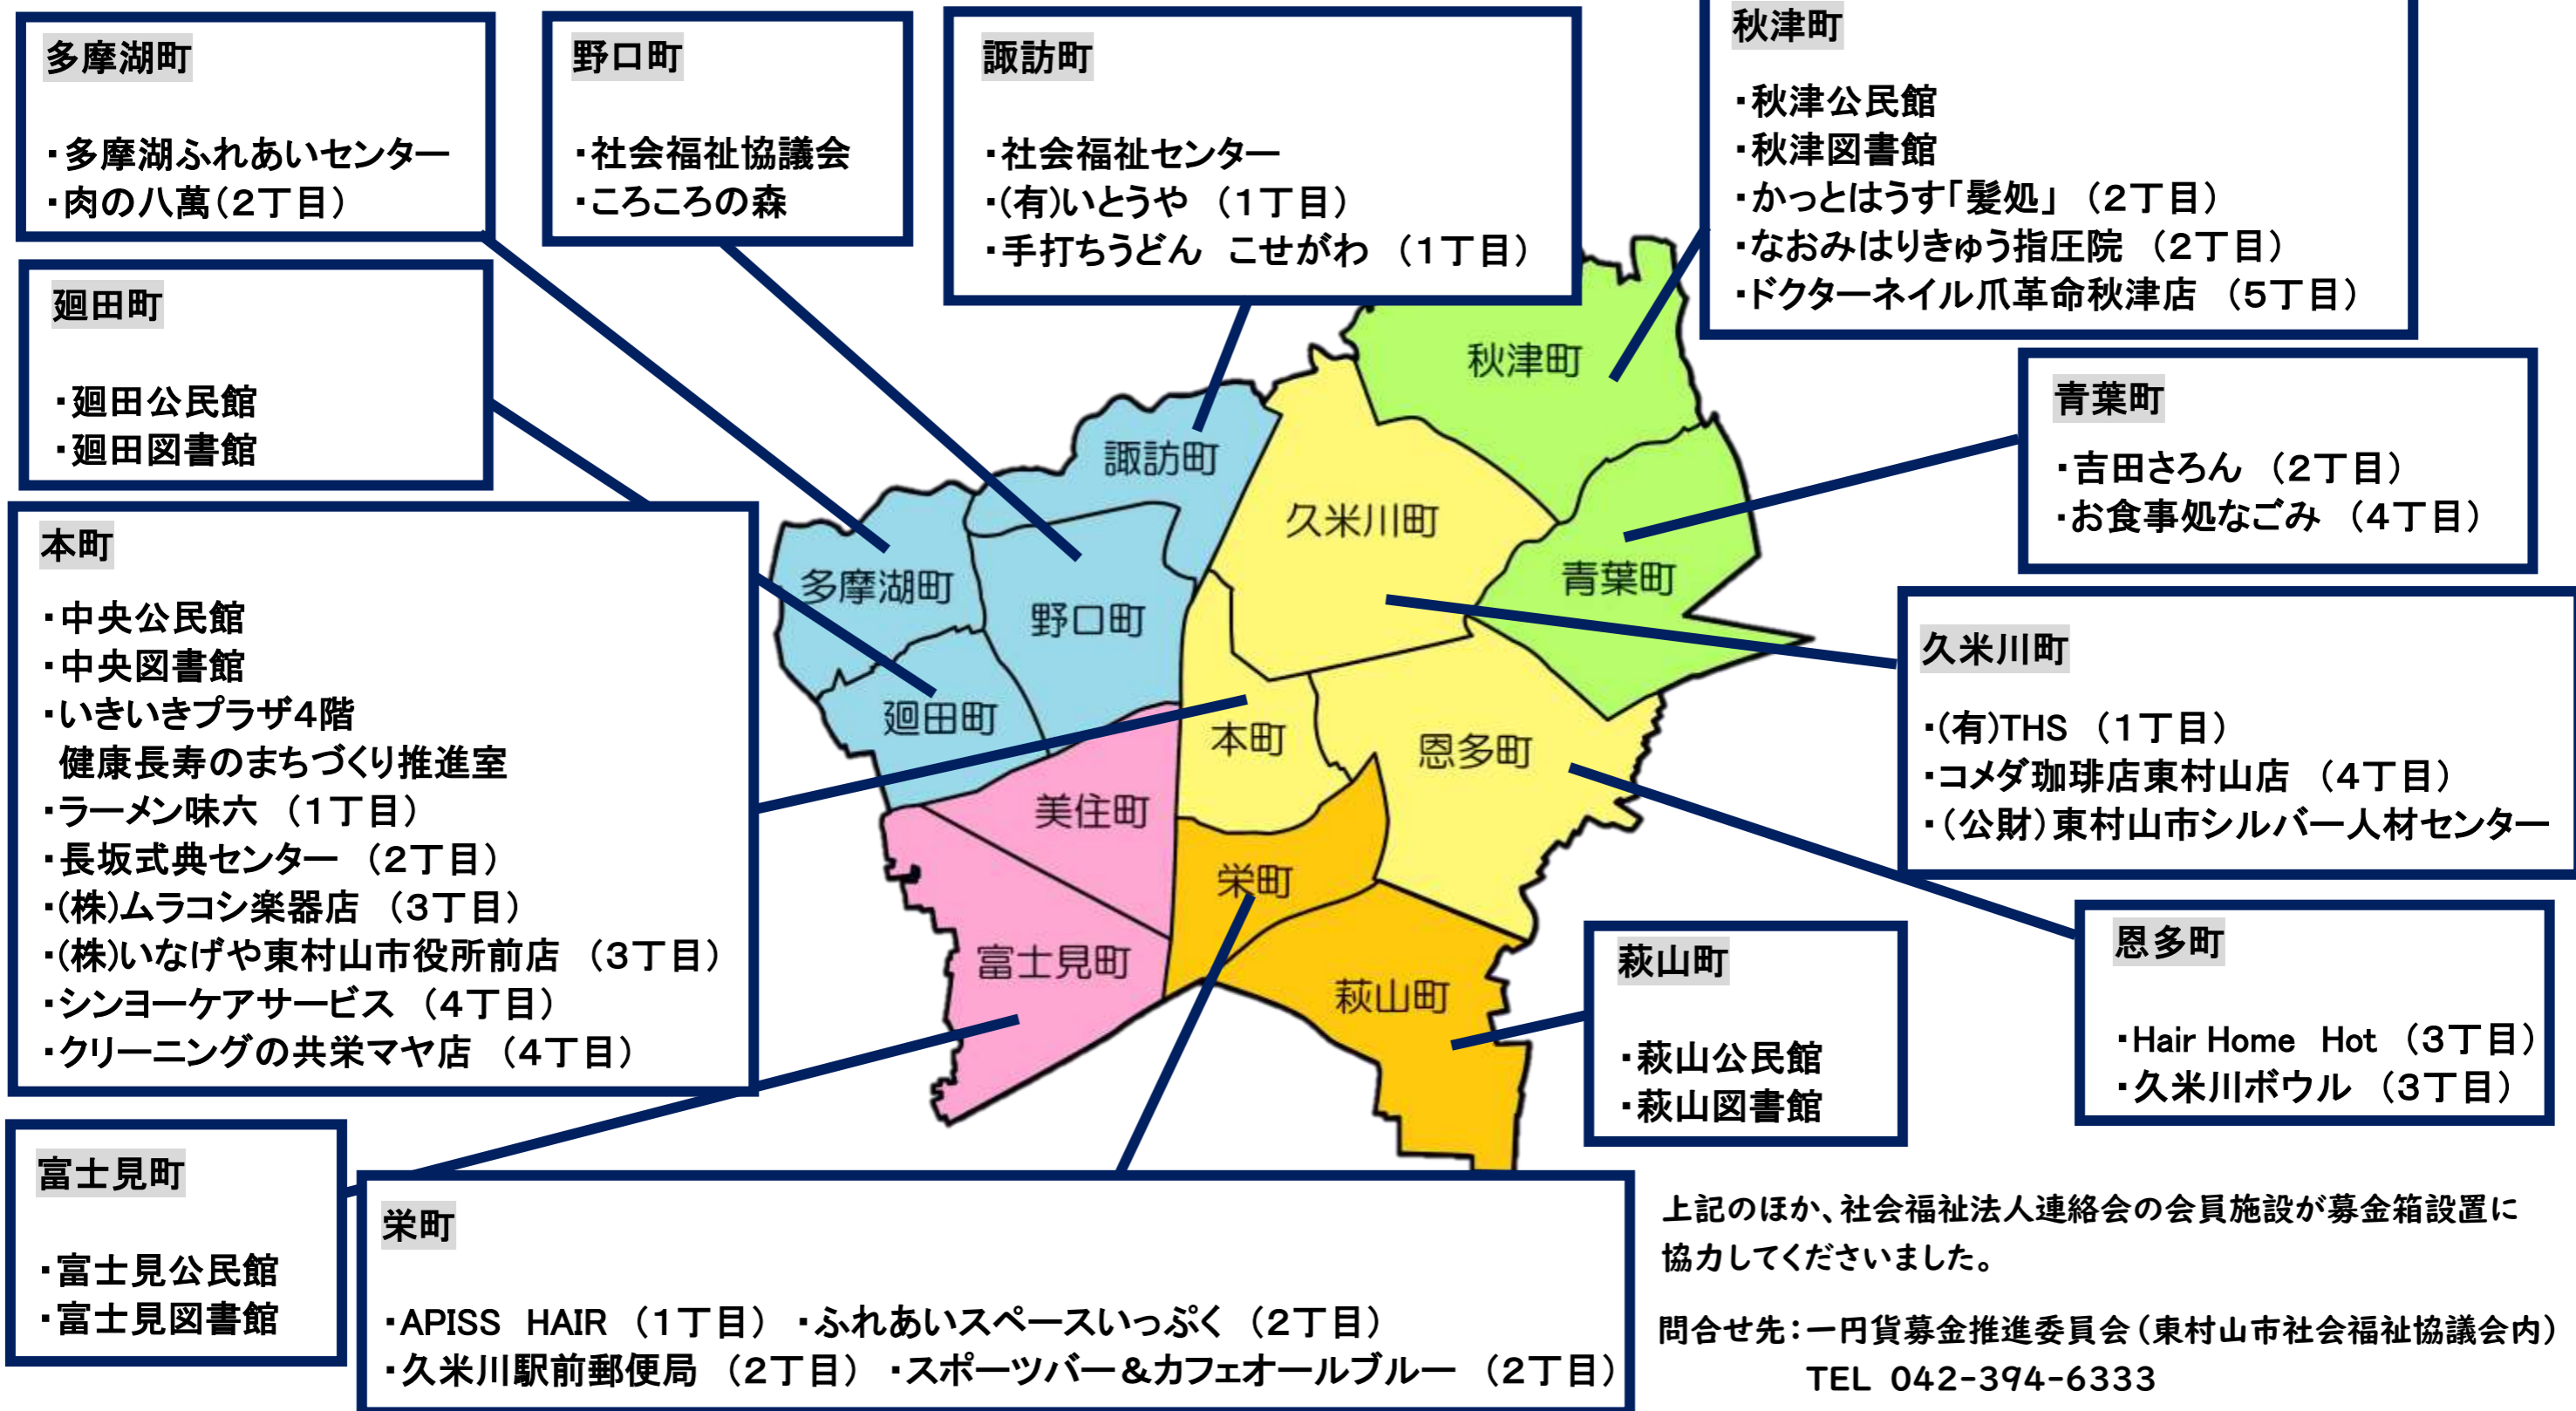 多摩湖町
・多摩湖ふれあいセンター
・肉の八萬(2丁目)
野口町
・社会福祉協議会
・ころころの森
諏訪町
・社会福祉センター
・(有)いとうや （1丁目）
・手打ちうどん　こせがわ （1丁目）
秋津町
・秋津公民館
・秋津図書館
・かっとはうす「髪処」 （2丁目）
・なおみはりきゅう指圧院 （2丁目）
・ドクターネイル爪革命秋津店 （5丁目）
廻田町
・廻田公民館
・廻田図書館
青葉町
・吉田さろん （2丁目）
・お食事処なごみ （4丁目）
本町
・中央公民館
・中央図書館
・いきいきプラザ4階
健康長寿のまちづくり推進室
・ラーメン味六 （1丁目）
・長坂式典センター （2丁目）
・(株)ムラコシ楽器店 （3丁目）
・(株)いなげや東村山市役所前店 （3丁目）
・シンヨーケアサービス （4丁目）
・クリーニングの共栄マヤ店 （4丁目）
久米川町
・(有)THS （1丁目）
・コメダ珈琲店東村山店 （4丁目）
・（公財）東村山市シルバー人材センター
恩多町
・Hair Home　Hot （3丁目）
・久米川ボウル （3丁目）
萩山町
・萩山公民館
・萩山図書館
富士見町
・富士見公民館
・富士見図書館
栄町
・APISS　HAIR （1丁目） ・ふれあいスペースいっぷく （2丁目）
・久米川駅前郵便局 （2丁目） ・スポーツバー＆カフェオールブルー （2丁目）
秋津町
諏訪町
久米川町
青葉町
多摩湖町
野口町
廻田町
本町
恩多町
美住町
栄町
富士見町
萩山町
上記のほか、社会福祉法人連絡会の会員施設が募金箱設置に
協力してくださいました。
問合せ先：一円貨募金推進委員会（東村山市社会福祉協議会内）
TEL 042-394-6333